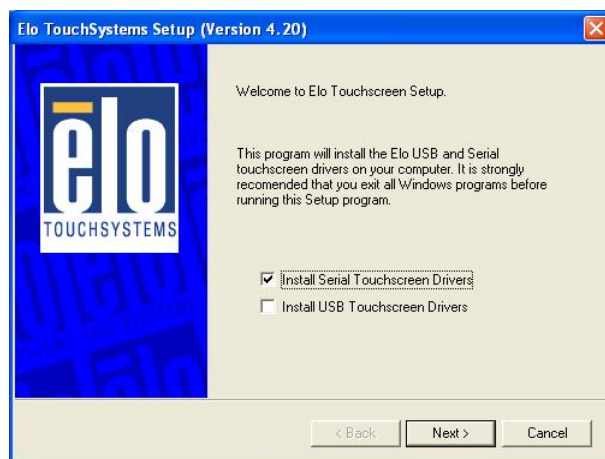 Elo TouchSystems Setup (Version 4.20)
elo
TOUCHSYSTEMS
Welcome to Elo Touchscreen Setup.
This program will install the Elo USB and Serial
touchscreen drivers on your computer. It is strongly
recomended that you exit all Windows programs before
running this Setup program.
Install Serial Touchscreen Drivers
Install USB Touchscreen Drivers
< Back
Next >
Cancel